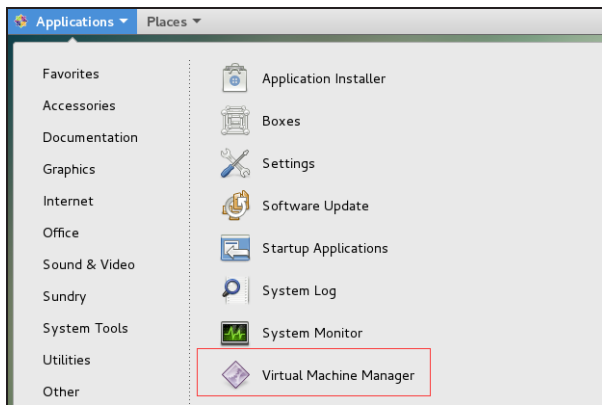 Applications Places
Favorites
Accessories
Documentation
Graphics
Internet
Office
Sound & Video
Sundry
System Tools
Utilities
Other
Application Installer
Boxes
Settings
Software Update
Startup Applications
System Log
System Monitor
Virtual Machine Manager